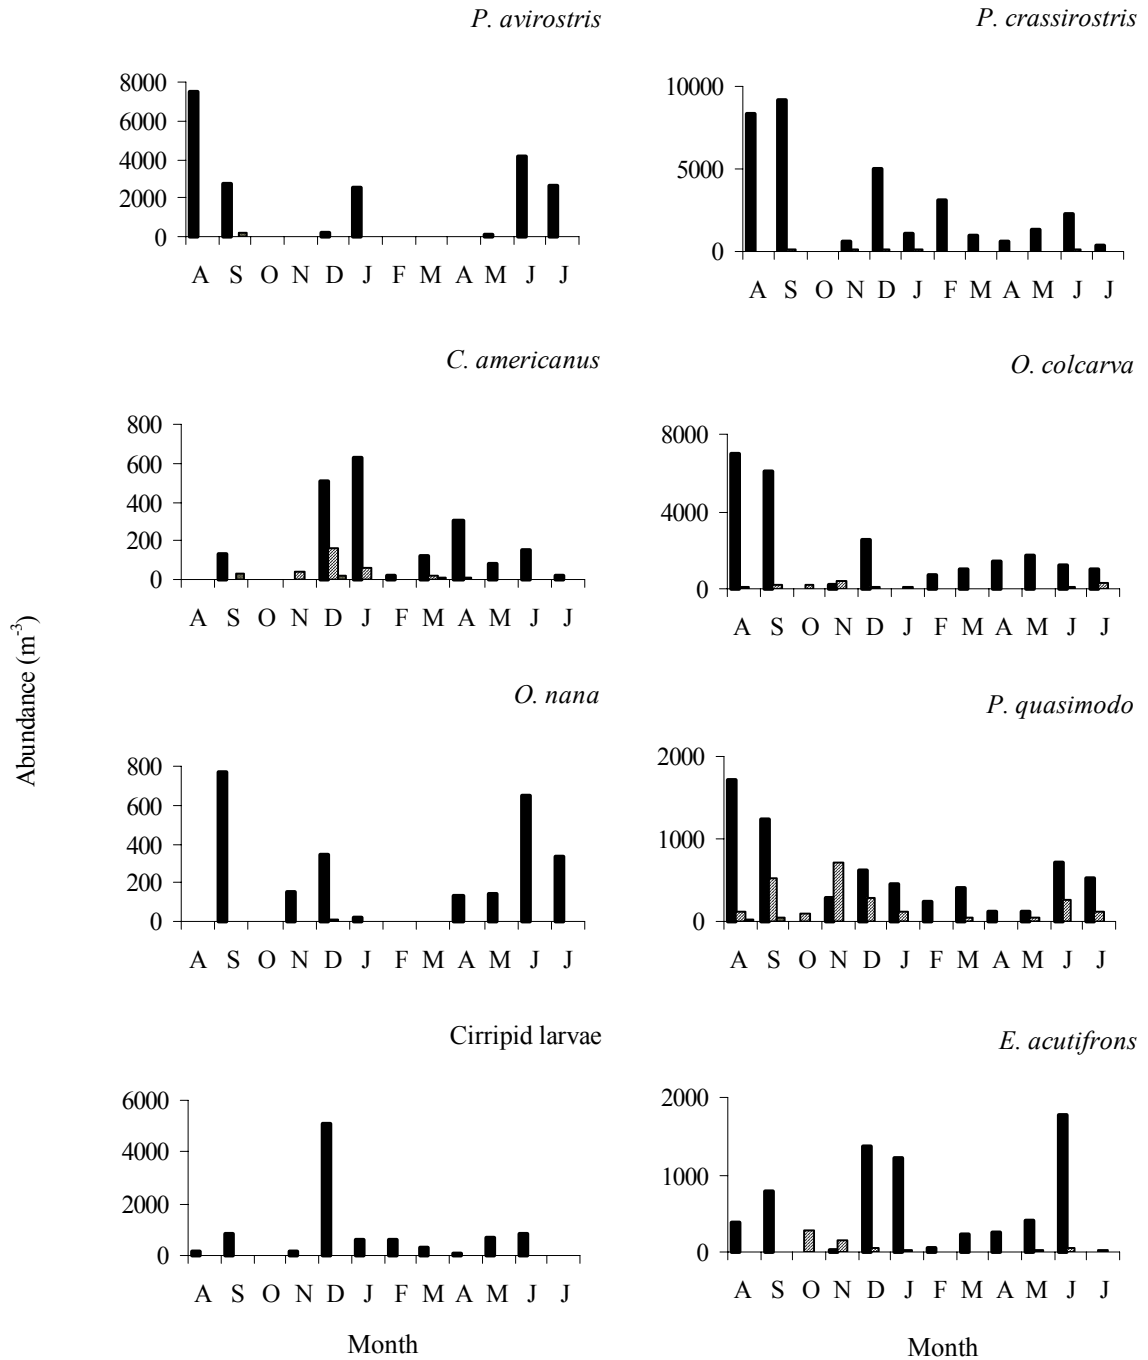 P. avirostris
8000
6000
4000
2000
0
A S O N D J F M A M J J
P. crassirostris
10000
5000
0
A S O N D J F M A M J J
C. americanus
800
600
400
200
0
A S O N D J F M A M J J
O. colcarva
8000
4000
0
A S O N D J F M A M J J
O. nana
800
600
400
200
0
A S O N D J F M A M J J
P. quasimodo
2000
1000
0
A S O N D J F M A M J J
Cirripid larvae
6000
4000
2000
0
A S O N D J F M A M J J
Month
E. acutifrons
2000
1000
0
A S O N D J F M A M J J
Month
Abundance (m⁻³)